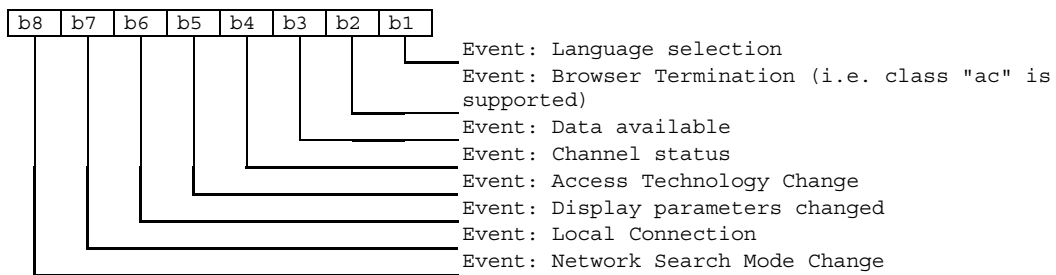 b8 b7 b6 b5 b4 b3 b2 b1
Event: Language selection
Event: Browser Termination (i.e. class "ac" is
supported)
Event: Data available
Event: Channel status
Event: Access Technology Change
Event: Display parameters changed
Event: Local Connection
Event: Network Search Mode Change